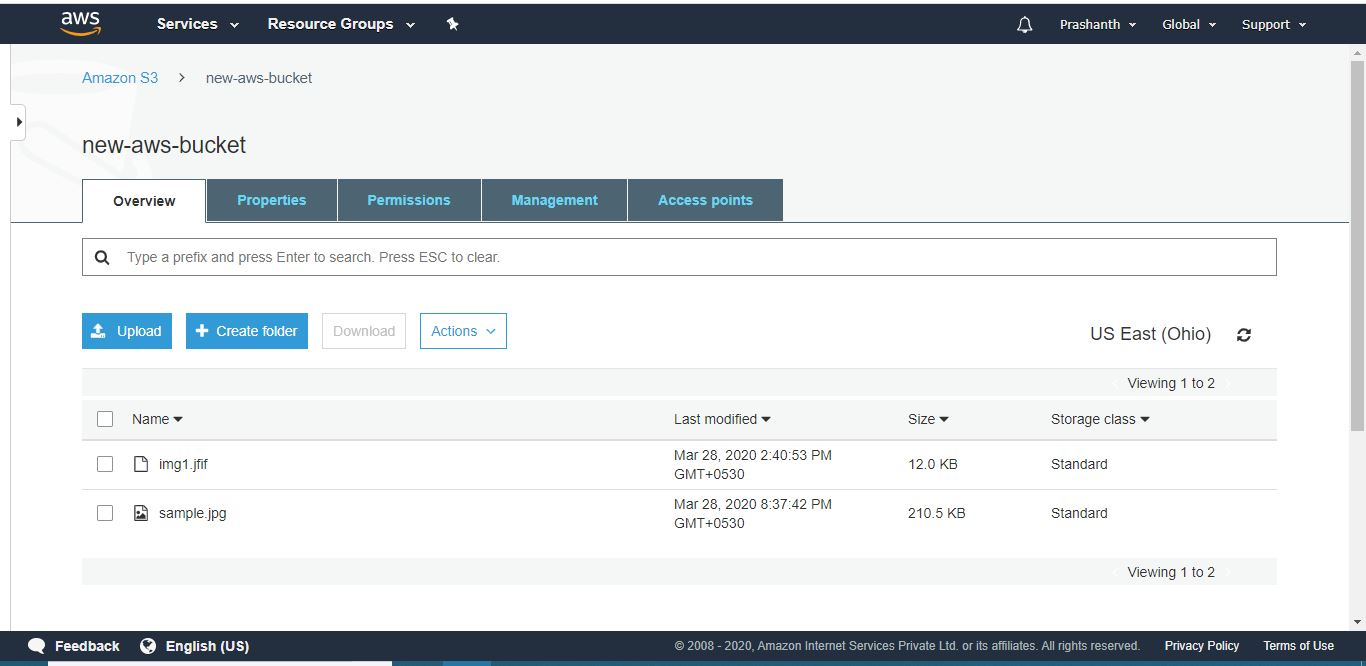 aws Services Resource Groups Prashanth Global Support
Amazon S3 > new-aws-bucket
new-aws-bucket
Overview Properties Permissions Management Access points
Type a prefix and press Enter to search. Press ESC to clear.
Upload Create folder Download Actions US East (Ohio)
Viewing 1 to 2
Name Last modified Size Storage class
img1.jfif Mar 28, 2020 2:40:53 PM 12.0 KB Standard
GMT+0530
sample.jpg Mar 28, 2020 8:37:42 PM 210.5 KB Standard
GMT+0530
Viewing 1 to 2
Feedback English (US) © 2008 - 2020, Amazon Internet Services Private Ltd. or its affiliates. All rights reserved. Privacy Policy Terms of Use